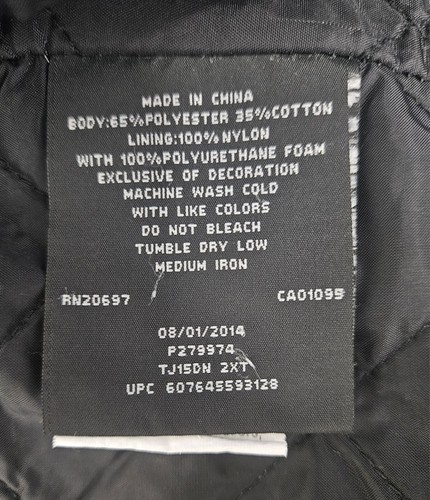 MADE IN CHINA
BODY:65%POLYESTER 35%COTTON
LINING:100%NYLON
WITH 100%POLYURETHANE FOAM
EXCLUSIVE OF DECORATION
MACHINE WASH COLD
WITH LIKE COLORS
DO NOT BLEACH
TUMBLE DRY LOW
MEDIUM IRON
RN20697 CA01095
08/01/2014
P279974
TJ15DN 2XT
UPC 607645593128